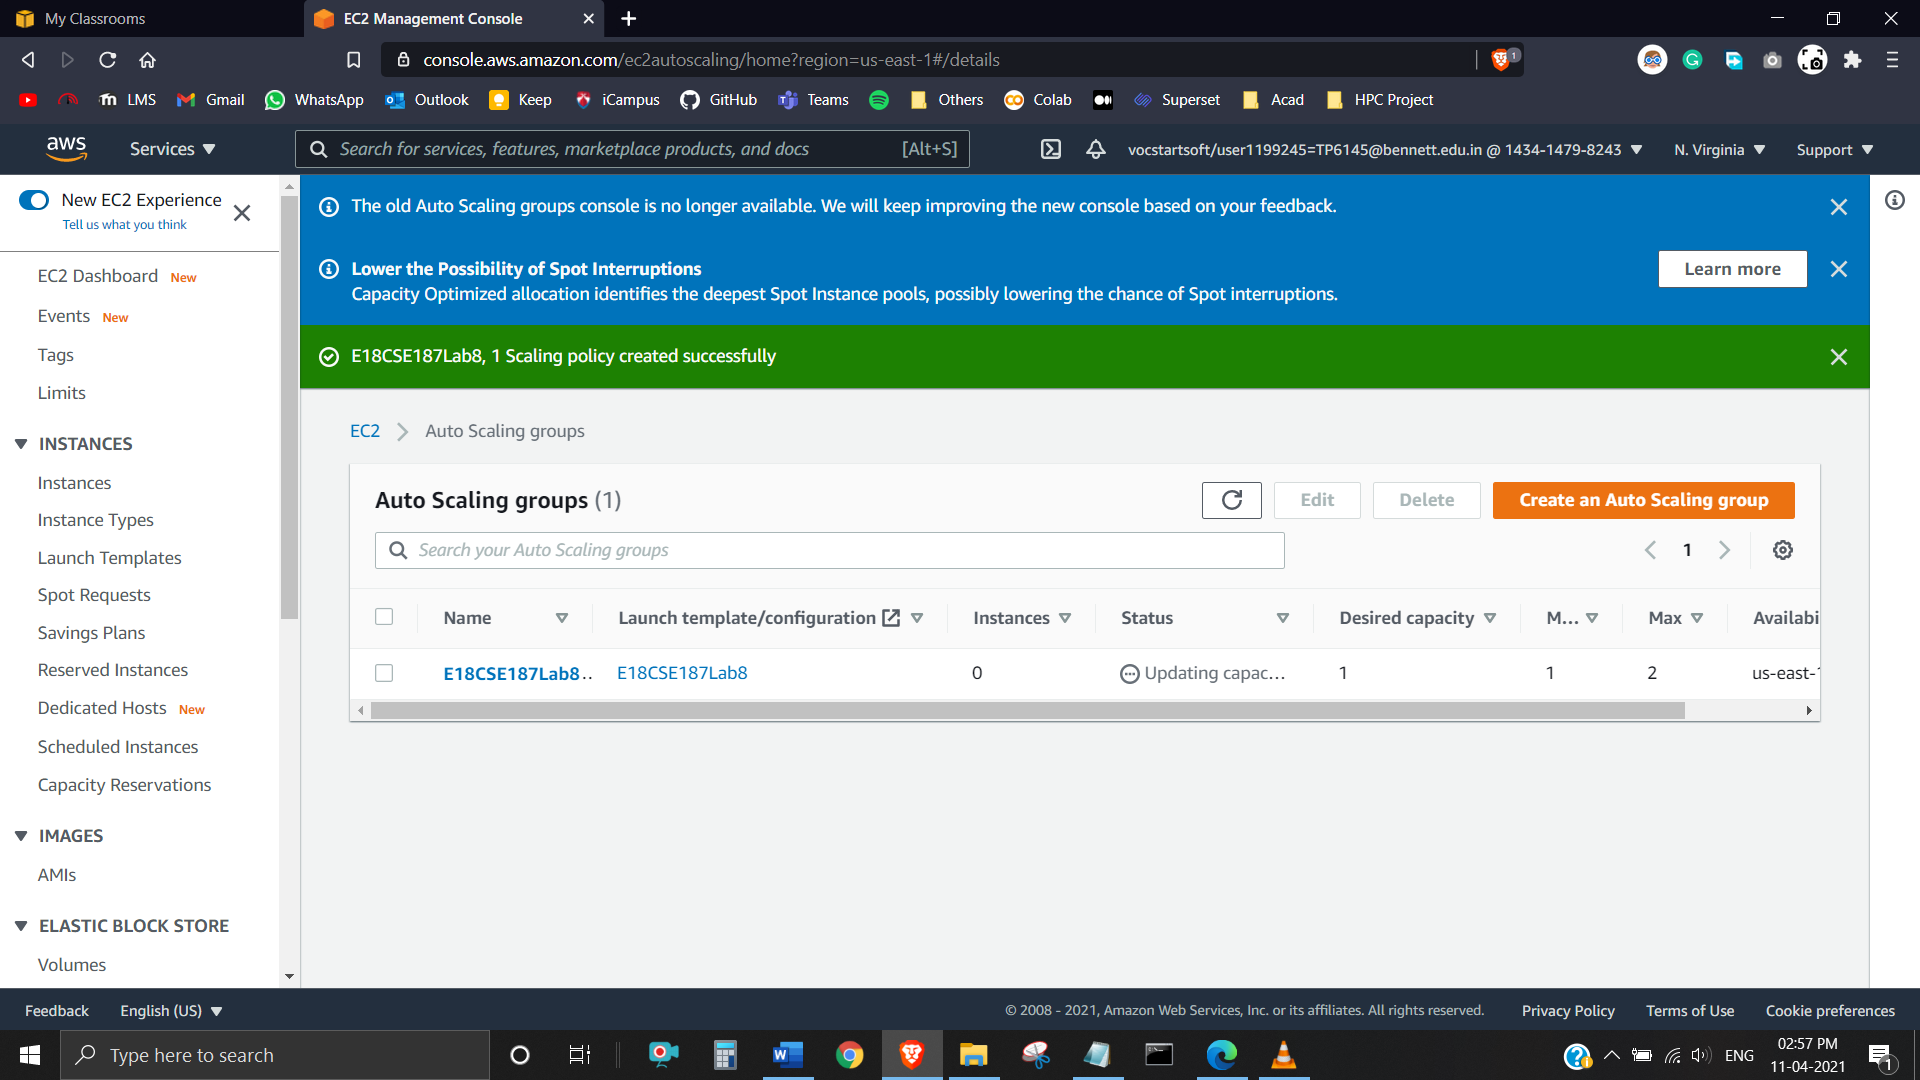 My Classrooms
EC2 Management Console
console.aws.amazon.com/ec2autoscaling/home?region=us-east-1#/details
1
LMS
Gmail
WhatsApp
Outlook
Keep
iCampus
GitHub
Teams
Others
Colab
Superset
Acad
HPC Project
aws
Services
Search for services, features, marketplace products, and docs
[Alt+S]
vocstartsoft/user1199245=TP6145@bennett.edu.in @ 1434-1479-8243
N. Virginia
Support
New EC2 Experience
Tell us what you think
EC2 Dashboard New
Events New
Tags
Limits
INSTANCES
Instances
Instance Types
Launch Templates
Spot Requests
Savings Plans
Reserved Instances
Dedicated Hosts New
Scheduled Instances
Capacity Reservations
IMAGES
AMIs
ELASTIC BLOCK STORE
Volumes
The old Auto Scaling groups console is no longer available. We will keep improving the new console based on your feedback.
Lower the Possibility of Spot Interruptions
Capacity Optimized allocation identifies the deepest Spot Instance pools, possibly lowering the chance of Spot interruptions.
Learn more
E18CSE187Lab8, 1 Scaling policy created successfully
EC2
Auto Scaling groups
Auto Scaling groups (1)
Edit
Delete
Create an Auto Scaling group
Search your Auto Scaling groups
1
Name
Launch template/configuration
Instances
Status
Desired capacity
M...
Max
Availabi
E18CSE187Lab8..
E18CSE187Lab8
0
Updating capac...
1
1
2
us-east-1
Feedback
English (US)
© 2008 - 2021, Amazon Web Services, Inc. or its affiliates. All rights reserved.
Privacy Policy
Terms of Use
Cookie preferences
Type here to search
ENG
02:57 PM
11-04-2021
1